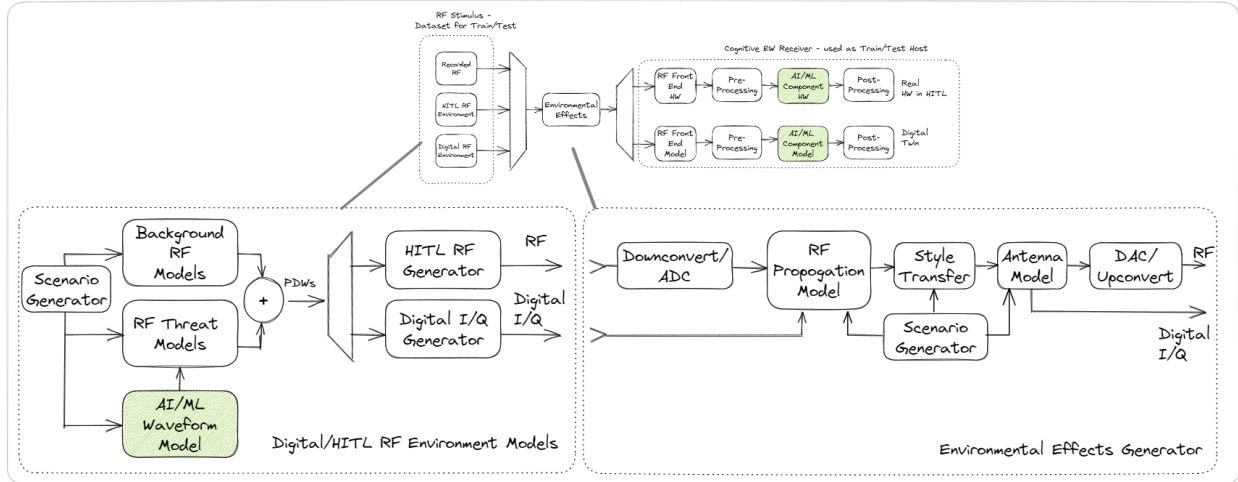 RF Stimulus -
Dataset for Train/Test
Recorded
RF
HITL RF
Environment
Digital RF
Environment
Environmental
Effects
Cognitive EW Receiver - used as Train/Test Host
RF Front
End
HW
Pre-
Processing
AI/ML
Component
HW
Post-
Processing
Real
HW in HITL
RF Front
End
Model
Pre-
Processing
AI/ML
Component
Model
Post-
Processing
Digital
Twin
Scenario
Generator
Background
RF
Models
RF Threat
Models
AI/ML
Waveform
Model
+
PDWs
HITL RF
Generator
RF
Digital I/Q
Generator
Digital
I/Q
Digital/HITL RF Environment Models
Downconvert/
ADC
RF
Propogation
Model
Style
Transfer
Antenna
Model
DAC/
Upconvert
RF
Scenario
Generator
Digital
I/Q
Environmental Effects Generator